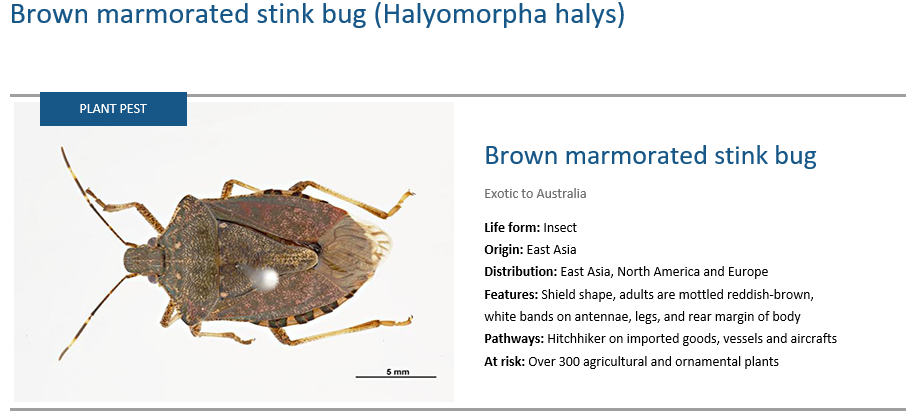 Brown marmorated stink bug (Halyomorpha halys)
PLANT PEST
Brown marmorated stink bug
Exotic to Australia
Life form: Insect
Origin: East Asia
Distribution: East Asia, North America and Europe
Features: Shield shape, adults are mottled reddish-brown,
white bands on antennae, legs, and rear margin of body
Pathways: Hitchhiker on imported goods, vessels and aircrafts
At risk: Over 300 agricultural and ornamental plants
5 mm